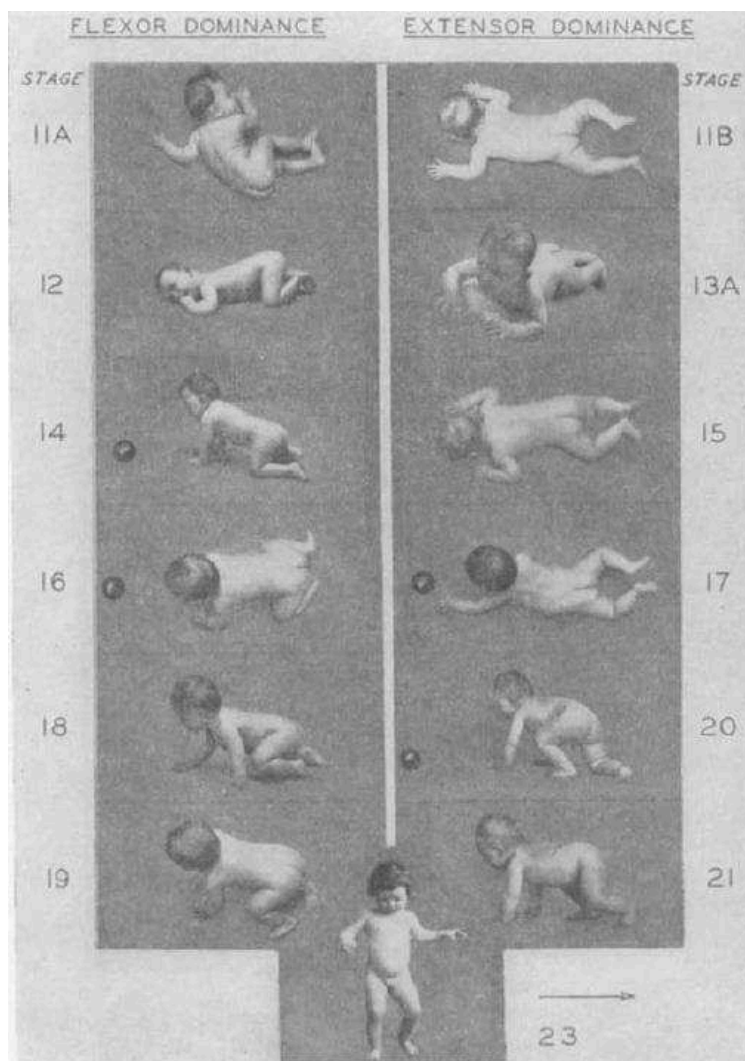 FLEXOR DOMINANCE EXTENSOR DOMINANCE
STAGE STAGE
11A 11B
12 13A
14 15
16 17
18 20
19 21
23